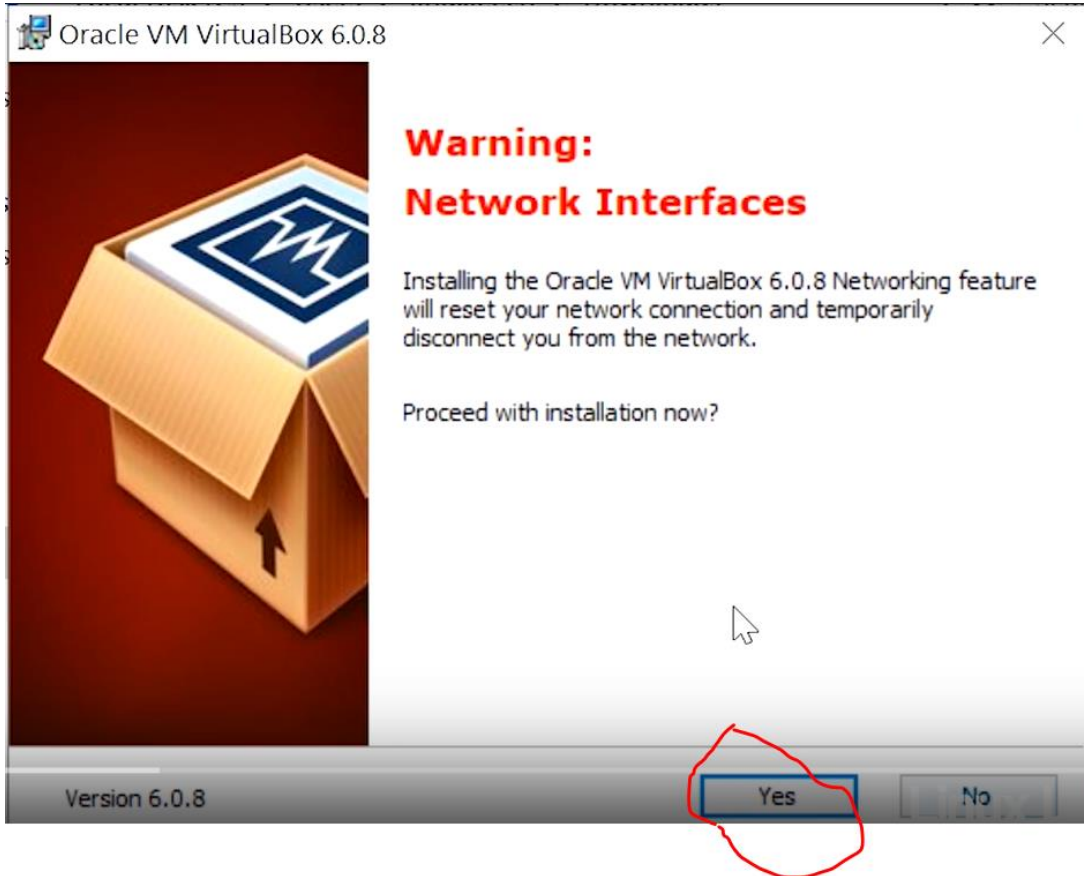 Oracle VM VirtualBox 6.0.8
Warning:
Network Interfaces
Installing the Oracle VM VirtualBox 6.0.8 Networking feature
will reset your network connection and temporarily
disconnect you from the network.
Proceed with installation now?
Version 6.0.8
Yes
No